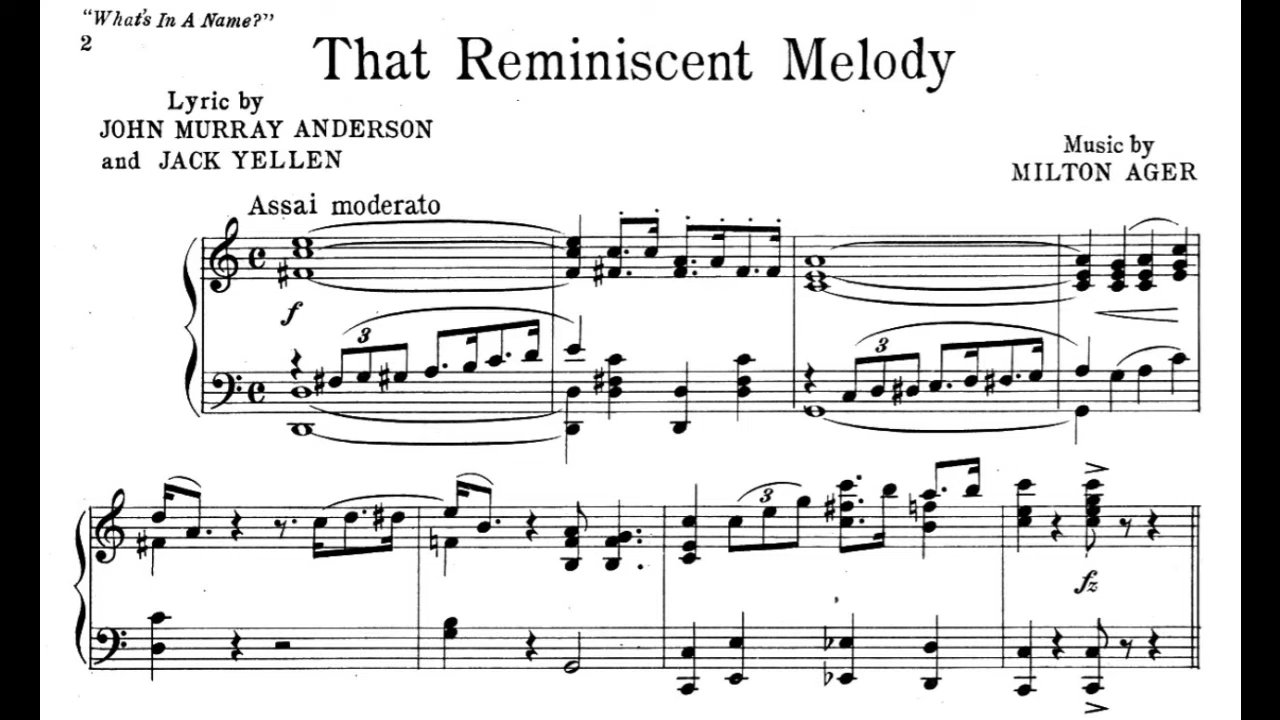 "What's In A Name?"
2
That Reminiscent Melody
Lyric by
JOHN MURRAY ANDERSON
and JACK YELLEN
Music by
MILTON AGER
Assai moderato
f
3
3
3
fz